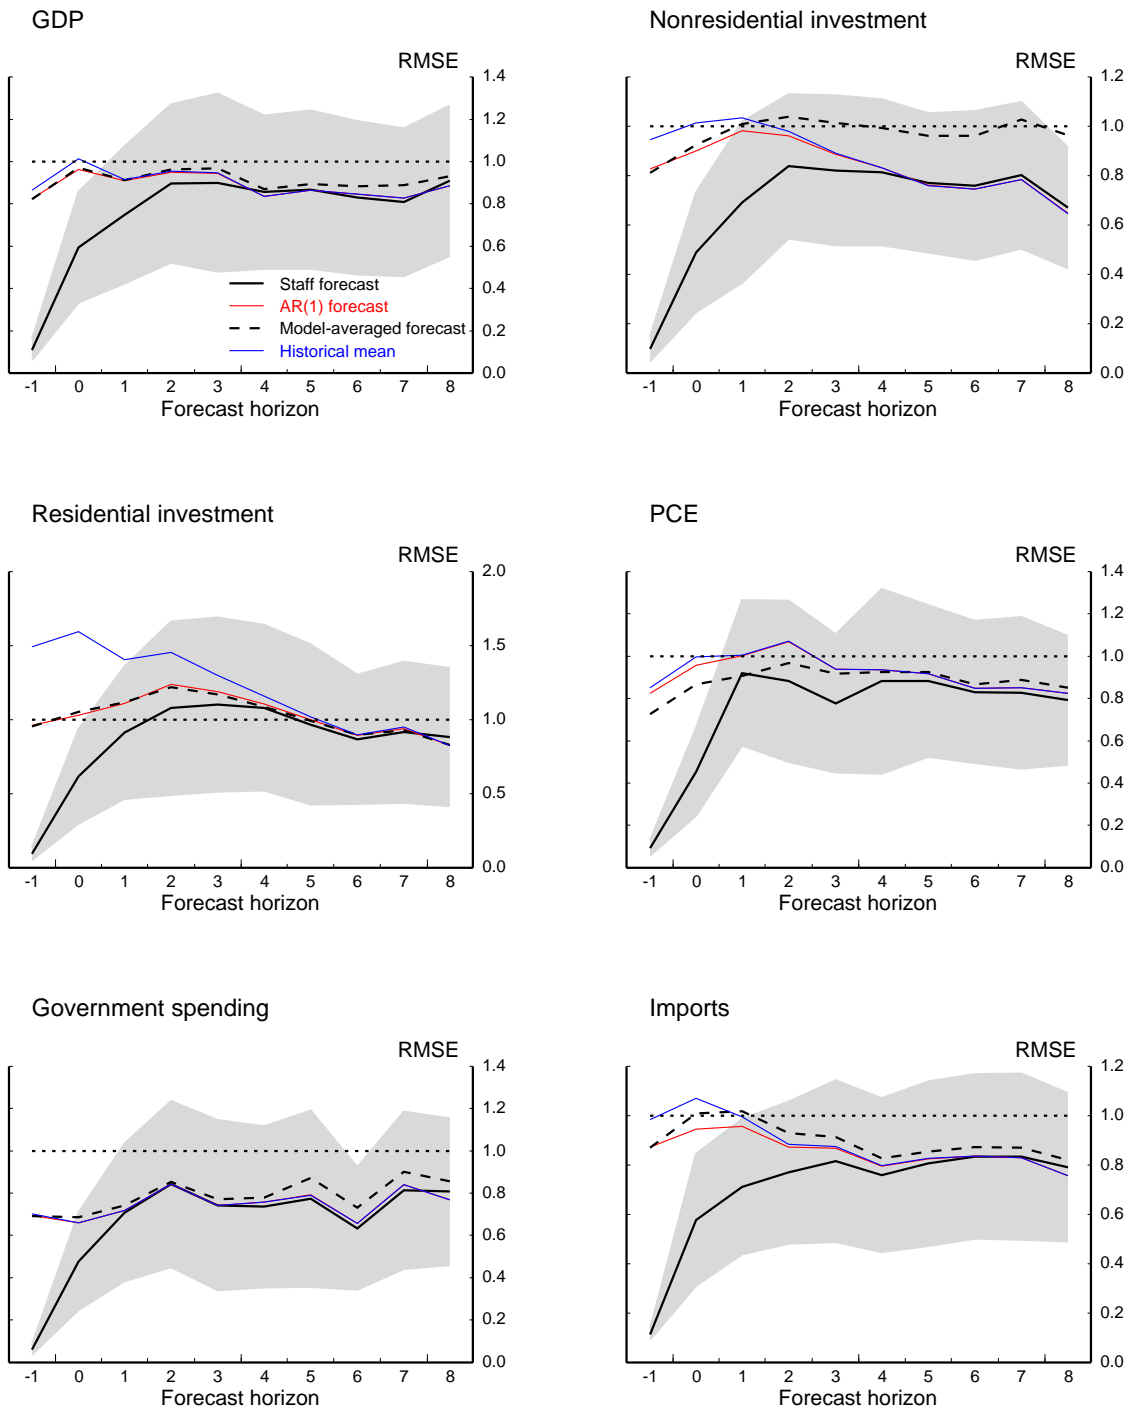 GDP
RMSE
1.4
1.2
1.0
0.8
0.6
0.4
0.2
0.0
Staff forecast
AR(1) forecast
Model-averaged forecast
Historical mean
-1 0 1 2 3 4 5 6 7 8
Forecast horizon
Nonresidential investment
RMSE
1.2
1.0
0.8
0.6
0.4
0.2
0.0
-1 0 1 2 3 4 5 6 7 8
Forecast horizon
Residential investment
RMSE
2.0
1.5
1.0
0.5
0.0
-1 0 1 2 3 4 5 6 7 8
Forecast horizon
PCE
RMSE
1.4
1.2
1.0
0.8
0.6
0.4
0.2
0.0
-1 0 1 2 3 4 5 6 7 8
Forecast horizon
Government spending
RMSE
1.4
1.2
1.0
0.8
0.6
0.4
0.2
0.0
-1 0 1 2 3 4 5 6 7 8
Forecast horizon
Imports
RMSE
1.2
1.0
0.8
0.6
0.4
0.2
0.0
-1 0 1 2 3 4 5 6 7 8
Forecast horizon